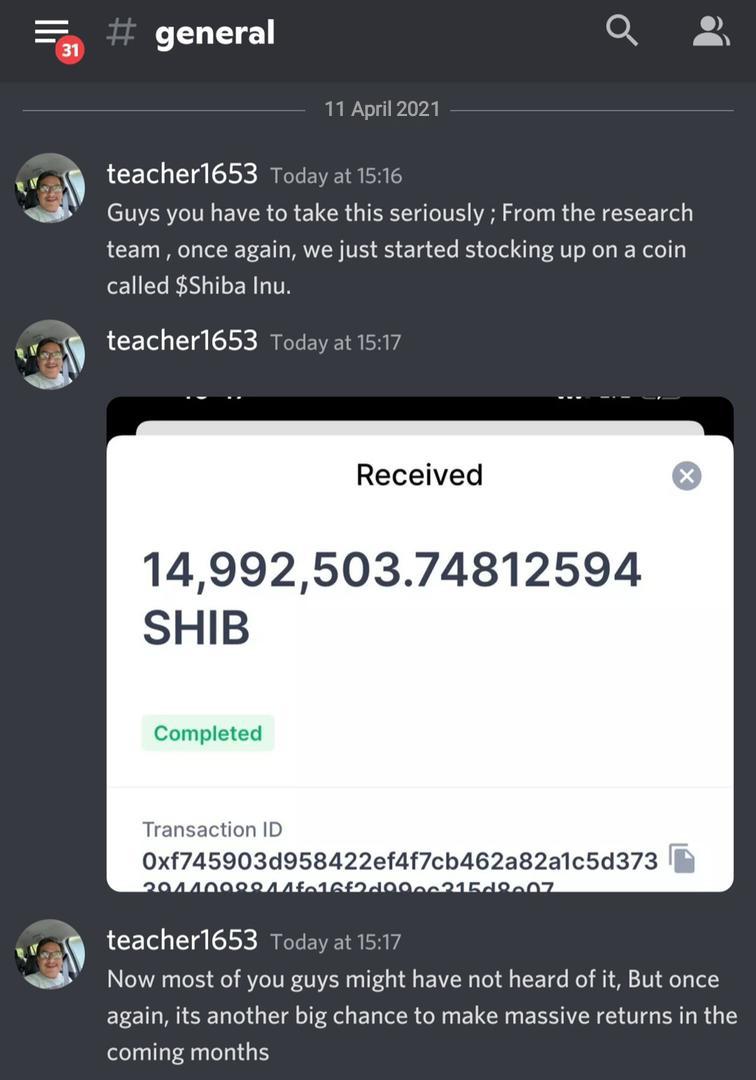 31
# general
11 April 2021
teacher1653 Today at 15:16
Guys you have to take this seriously ; From the research
team , once again, we just started stocking up on a coin
called $Shiba Inu.
teacher1653 Today at 15:17
Received
14,992,503.74812594
SHIB
Completed
Transaction ID
0xf745903d958422ef4f7cb462a82a1c5d373
teacher1653 Today at 15:17
Now most of you guys might have not heard of it, But once
again, its another big chance to make massive returns in the
coming months